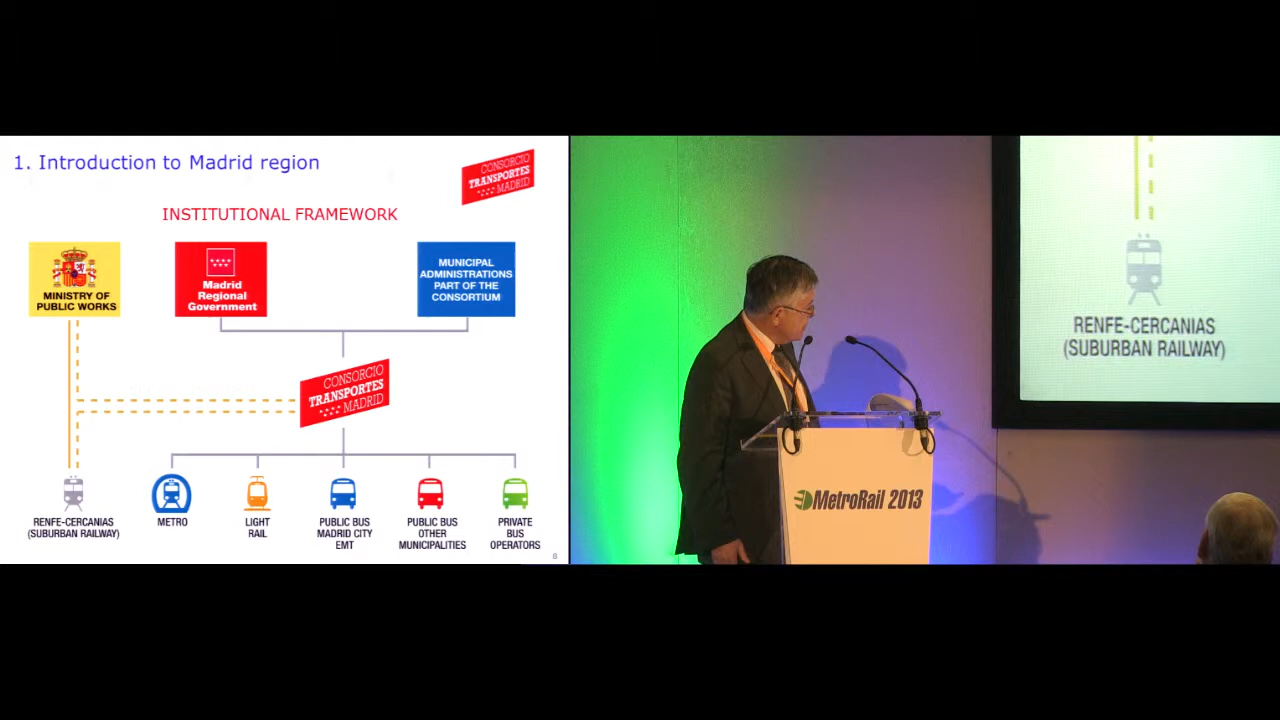 1. Introduction to Madrid region
CONSORCIO
TRANSPORTES
MADRID
INSTITUTIONAL FRAMEWORK
MINISTRY OF
PUBLIC WORKS
Madrid
Regional
Government
MUNICIPAL
ADMINISTRATIONS
PART OF THE
CONSORTIUM
CONSORCIO
TRANSPORTES
MADRID
RENFE-CERCANIAS
(SUBURBAN RAILWAY)
METRO
LIGHT
RAIL
PUBLIC BUS
MADRID CITY
EMT
PUBLIC BUS
OTHER
MUNICIPALITIES
PRIVATE
BUS
OPERATORS
8
RENFE-CERCANIAS
(SUBURBAN RAILWAY)
MetroRail 2013